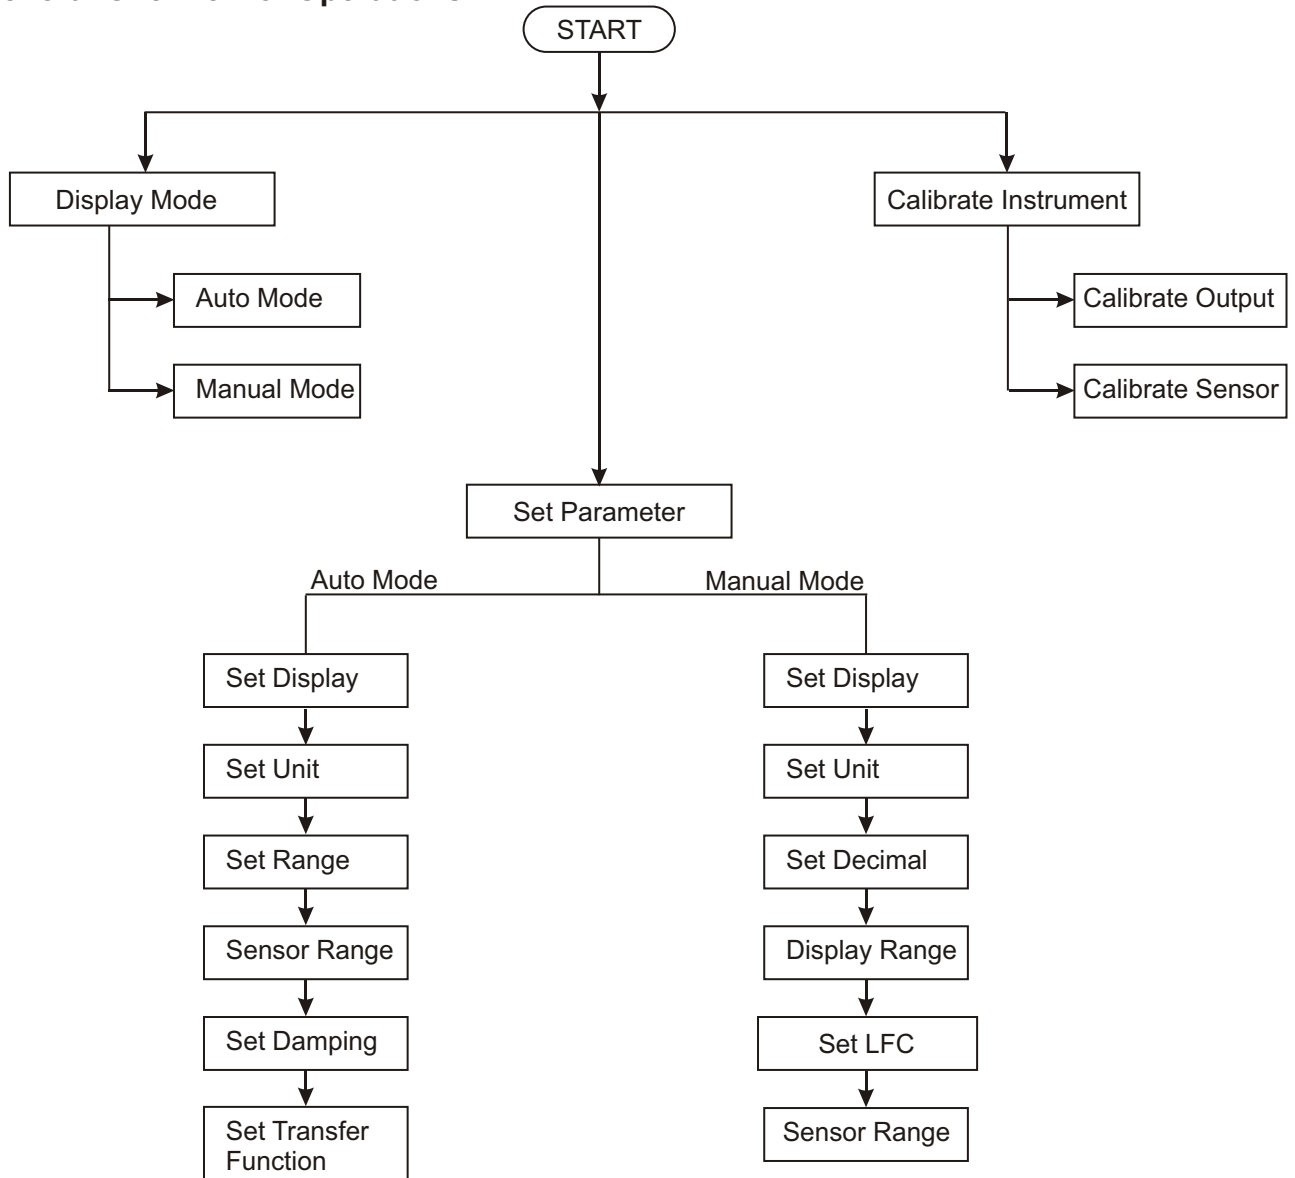 START
Display Mode
Calibrate Instrument
Auto Mode
Calibrate Output
Manual Mode
Calibrate Sensor
Set Parameter
Auto Mode
Manual Mode
Set Display
Set Unit
Set Range
Sensor Range
Set Damping
Set Transfer
Function
Set Display
Set Unit
Set Decimal
Display Range
Set LFC
Sensor Range